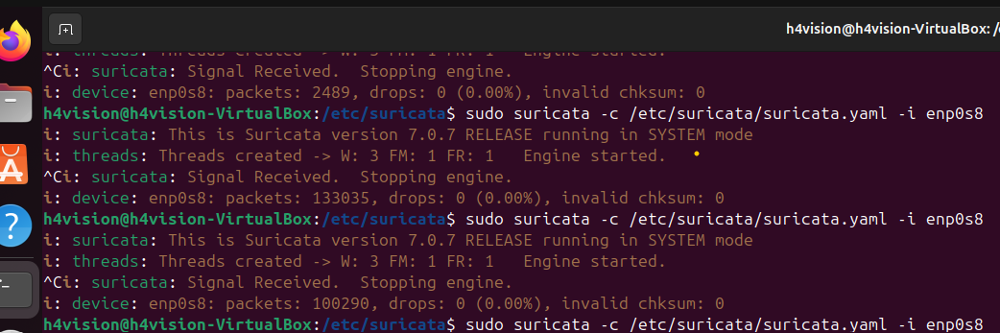 h4vision@h4vision-VirtualBox: /
i: threads: Threads created -> W: 3 FM: 1 FR: 1   Engine started.
^Ci: suricata: Signal Received.  Stopping engine.
i: device: enp0s8: packets: 2489, drops: 0 (0.00%), invalid chksum: 0
h4vision@h4vision-VirtualBox:/etc/suricata$ sudo suricata -c /etc/suricata/suricata.yaml -i enp0s8
i: suricata: This is Suricata version 7.0.7 RELEASE running in SYSTEM mode
i: threads: Threads created -> W: 3 FM: 1 FR: 1   Engine started.
^Ci: suricata: Signal Received.  Stopping engine.
i: device: enp0s8: packets: 133035, drops: 0 (0.00%), invalid chksum: 0
h4vision@h4vision-VirtualBox:/etc/suricata$ sudo suricata -c /etc/suricata/suricata.yaml -i enp0s8
i: suricata: This is Suricata version 7.0.7 RELEASE running in SYSTEM mode
i: threads: Threads created -> W: 3 FM: 1 FR: 1   Engine started.
^Ci: suricata: Signal Received.  Stopping engine.
i: device: enp0s8: packets: 100290, drops: 0 (0.00%), invalid chksum: 0
h4vision@h4vision-VirtualBox:/etc/suricata$ sudo suricata -c /etc/suricata/suricata.yaml -i enp0s8